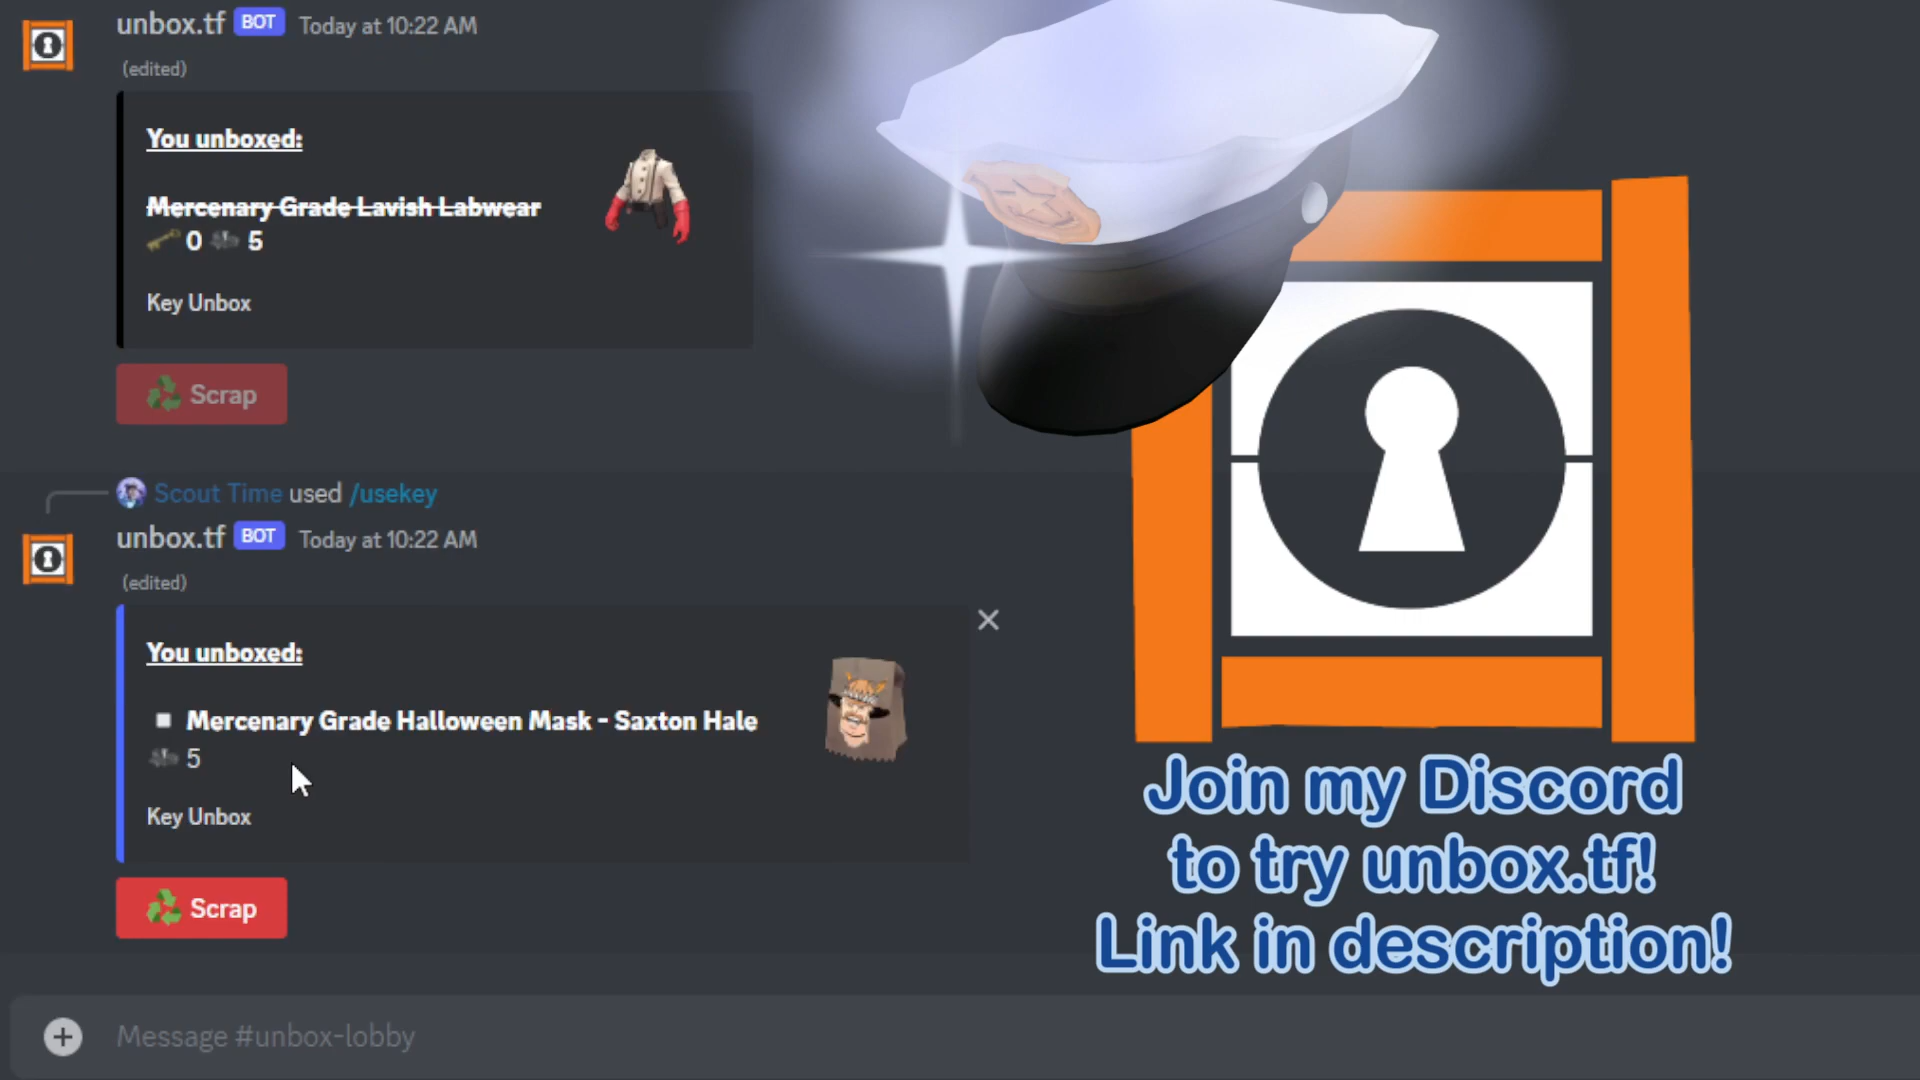 unbox.tf BOT Today at 10:22 AM
(edited)
You unboxed:
Mercenary Grade Lavish Labwear
0 5
Key Unbox
Scrap
Scout Time used /usekey
unbox.tf BOT Today at 10:22 AM
(edited)
You unboxed:
Mercenary Grade Halloween Mask - Saxton Hale
5
Key Unbox
Scrap
Message #unbox-lobby
Join my Discord
to try unbox.tf!
Link in description!